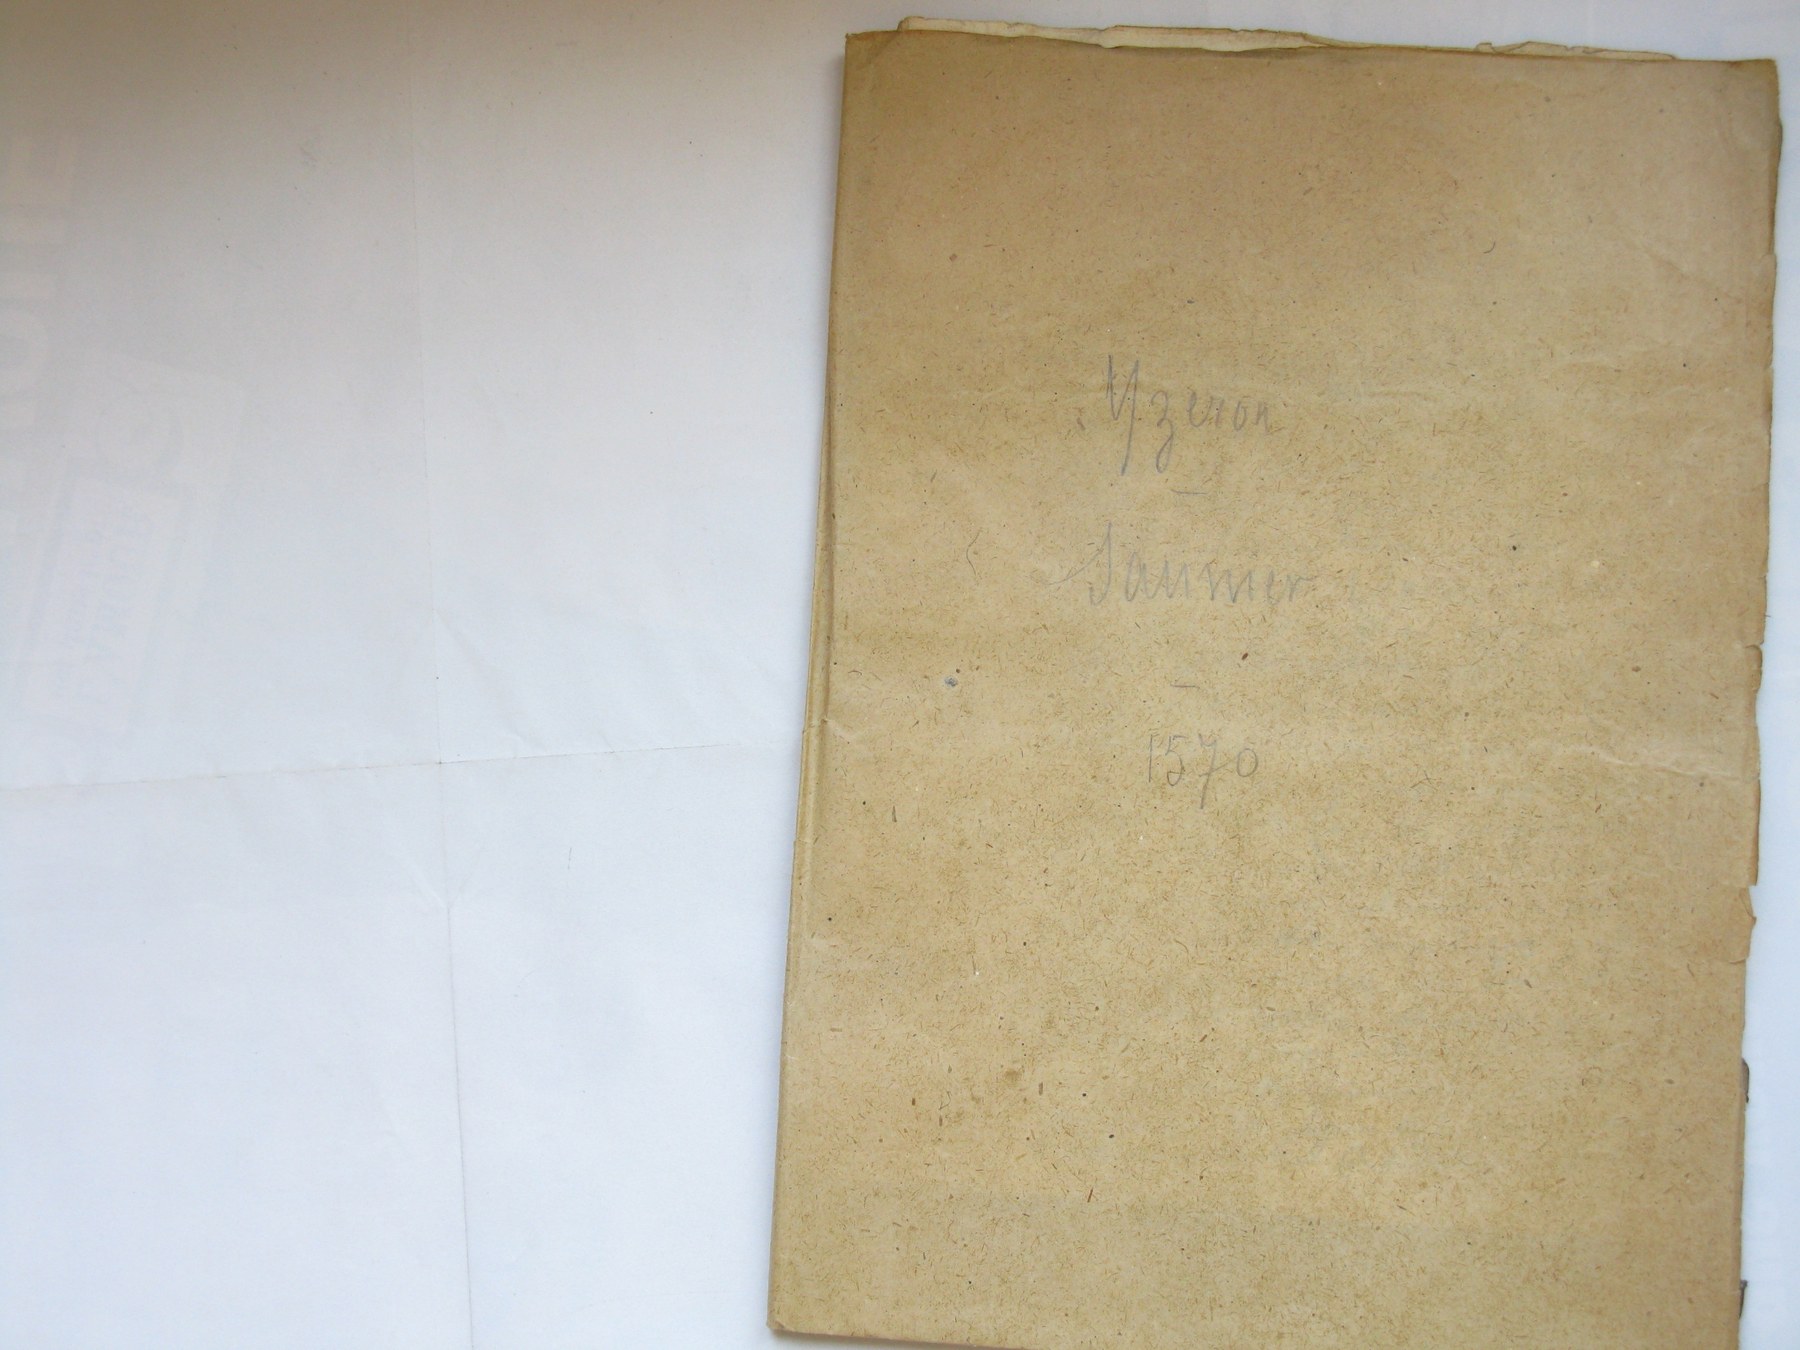 Yzeron
—
Saunier
—
1570